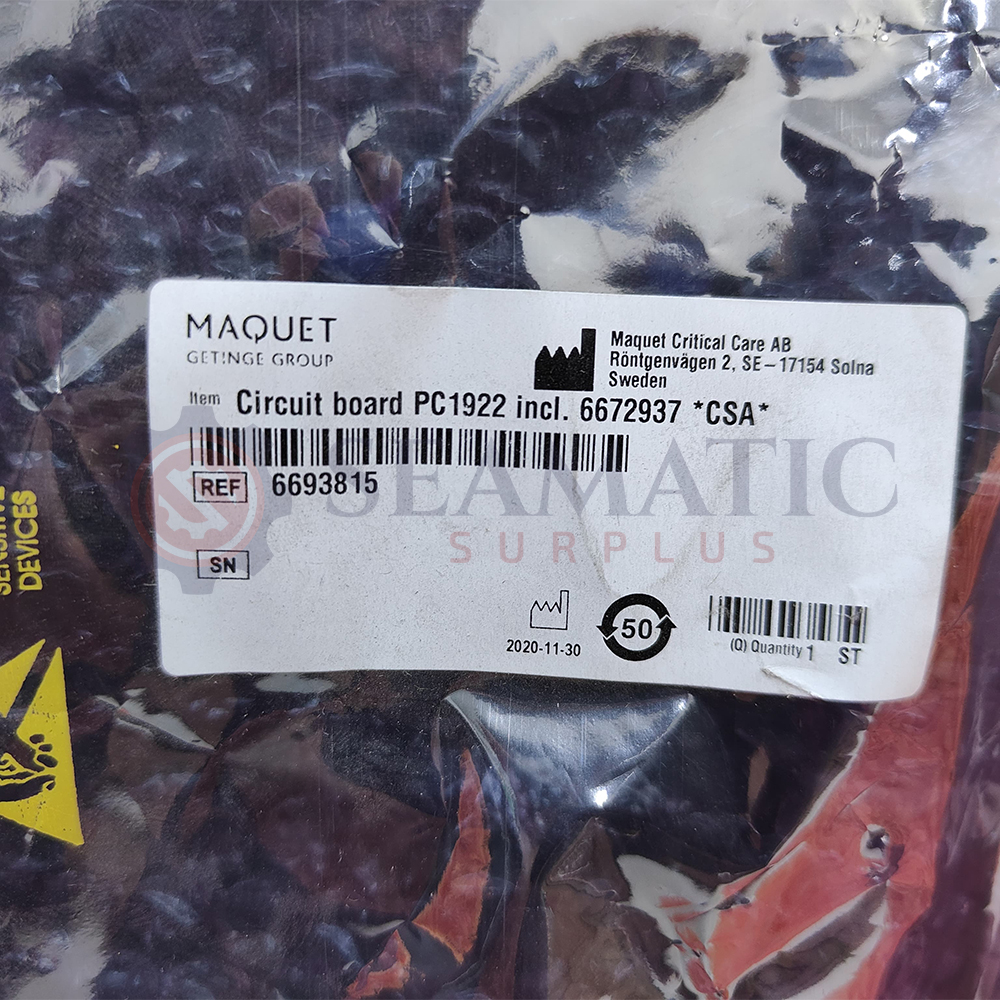 MAQUET
GETINGE GROUP
Maquet Critical Care AB
Röntgenvägen 2, SE-17154 Solna
Sweden
Item Circuit board PC1922 incl. 6672937 *CSA*
REF 6693815
SEAMATIC
SURPLUS
SN
2020-11-30
50
(Q) Quantity 1 ST
SENSITIVE
DEVICES